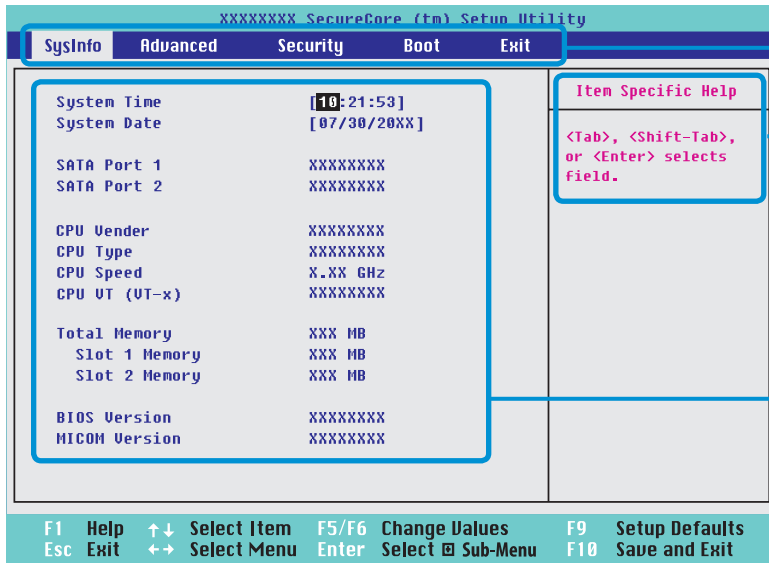 XXXXXXXX SecureCore (tm) Setup Utility
SysInfo Advanced Security Boot Exit
System Time [10:21:53]
System Date [07/30/20XX]
SATA Port 1 XXXXXXXX
SATA Port 2 XXXXXXXX
CPU Vender XXXXXXXX
CPU Type XXXXXXXX
CPU Speed X.XX GHz
CPU VT (VT-x) XXXXXXXX
Total Memory XXX MB
Slot 1 Memory XXX MB
Slot 2 Memory XXX MB
BIOS Version XXXXXXXX
MICOM Version XXXXXXXX
Item Specific Help
<Tab>, <Shift-Tab>,
or <Enter> selects
field.
F1 Help ↑↓ Select Item F5/F6 Change Values F9 Setup Defaults
Esc Exit ←→ Select Menu Enter Select ▣ Sub-Menu F10 Save and Exit